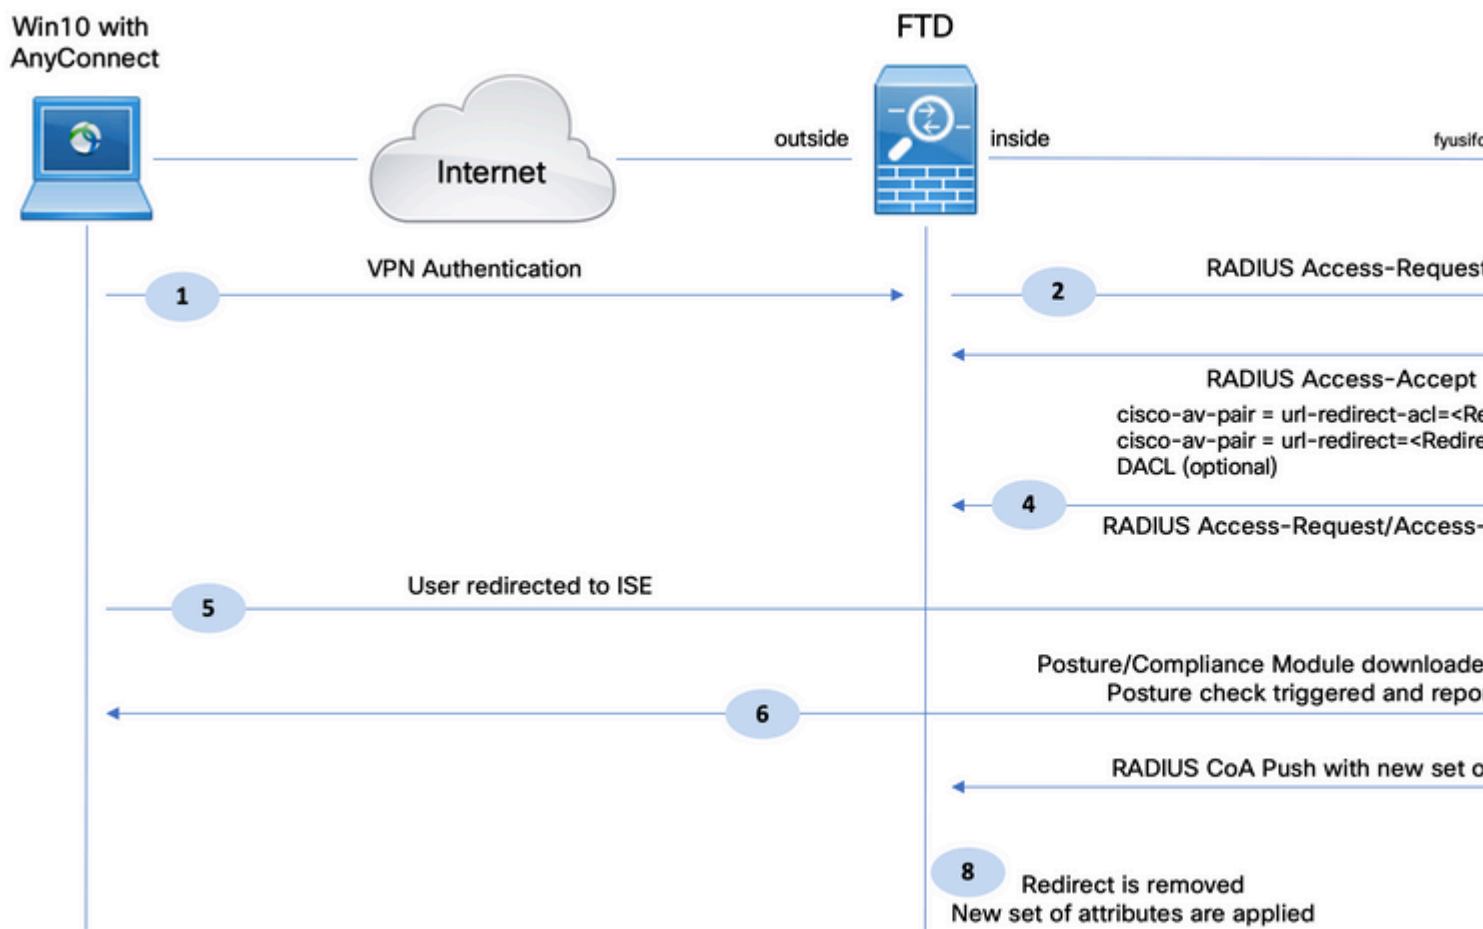 Win10 with
AnyConnect
FTD
Internet
outside
inside
fyusifo
VPN Authentication
1
RADIUS Access-Request
2
RADIUS Access-Accept
cisco-av-pair = url-redirect-acl=<Re
cisco-av-pair = url-redirect=<Redire
DACL (optional)
4
RADIUS Access-Request/Access-
User redirected to ISE
5
Posture/Compliance Module downloade
Posture check triggered and repo
6
RADIUS CoA Push with new set o
8
Redirect is removed
New set of attributes are applied